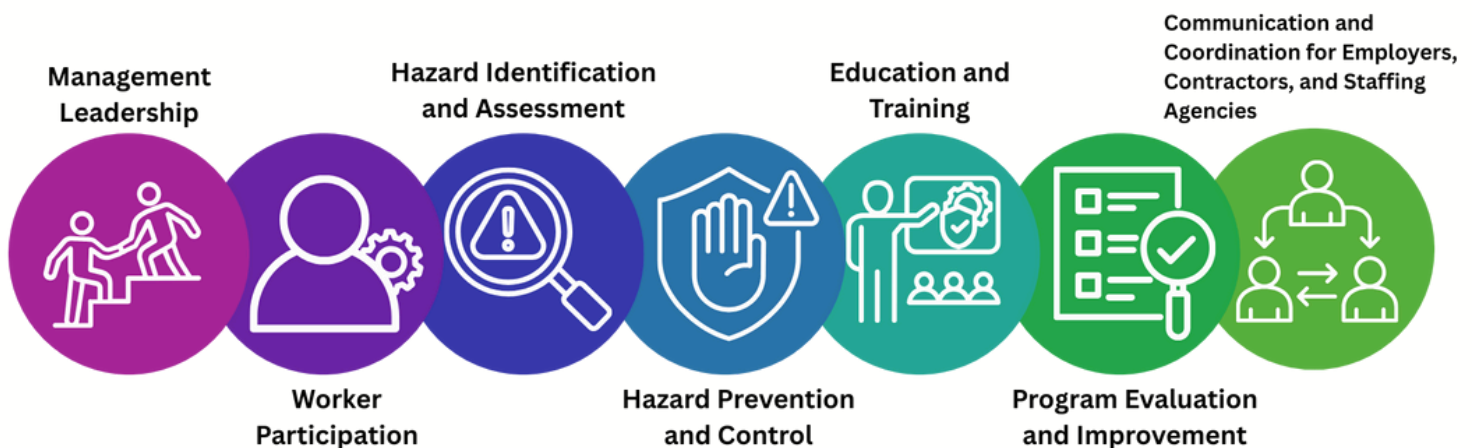 Management
Leadership
Worker
Participation
Hazard Identification
and Assessment
Hazard Prevention
and Control
Education and
Training
Program Evaluation
and Improvement
Communication and
Coordination for Employers,
Contractors, and Staffing
Agencies